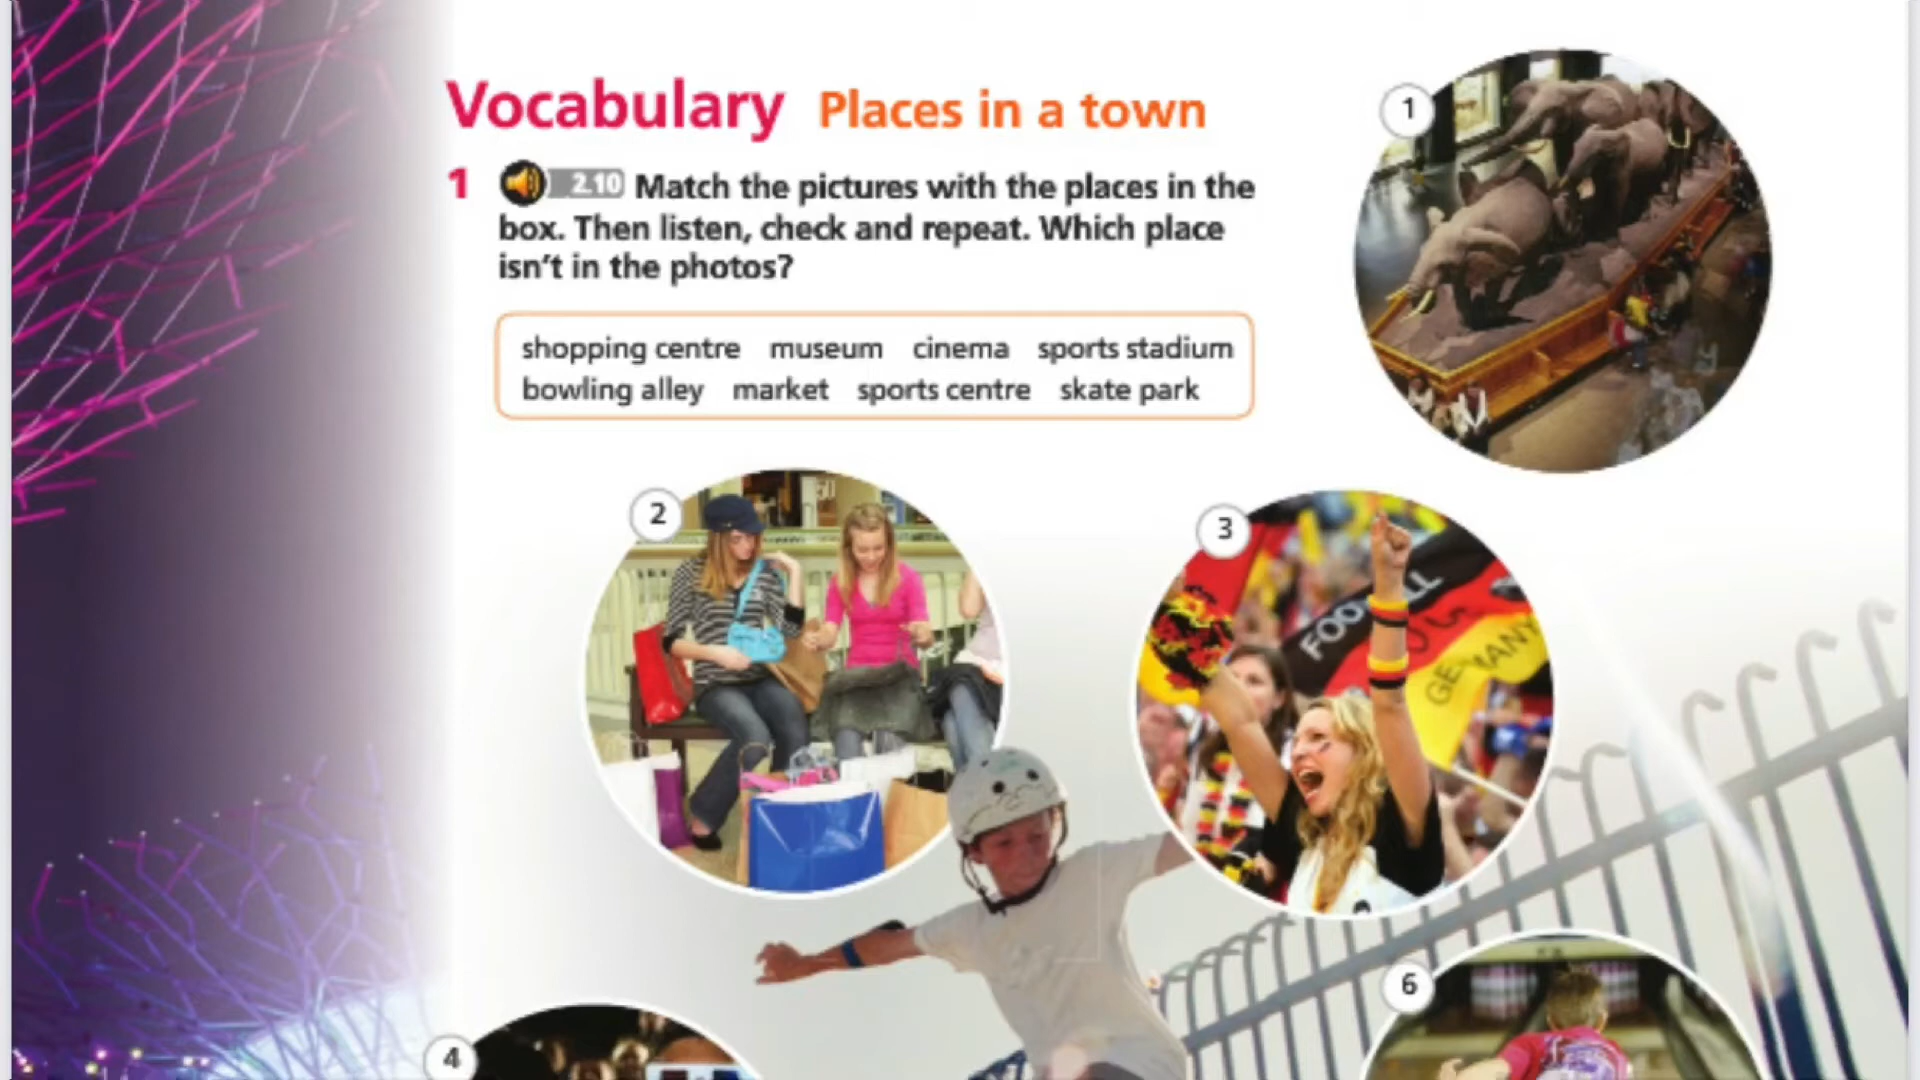 Vocabulary Places in a town
1 2.10 Match the pictures with the places in the
box. Then listen, check and repeat. Which place
isn't in the photos?
shopping centre museum cinema sports stadium
bowling alley market sports centre skate park
1
2
3
FOOTBALL
GERMANY
6
4